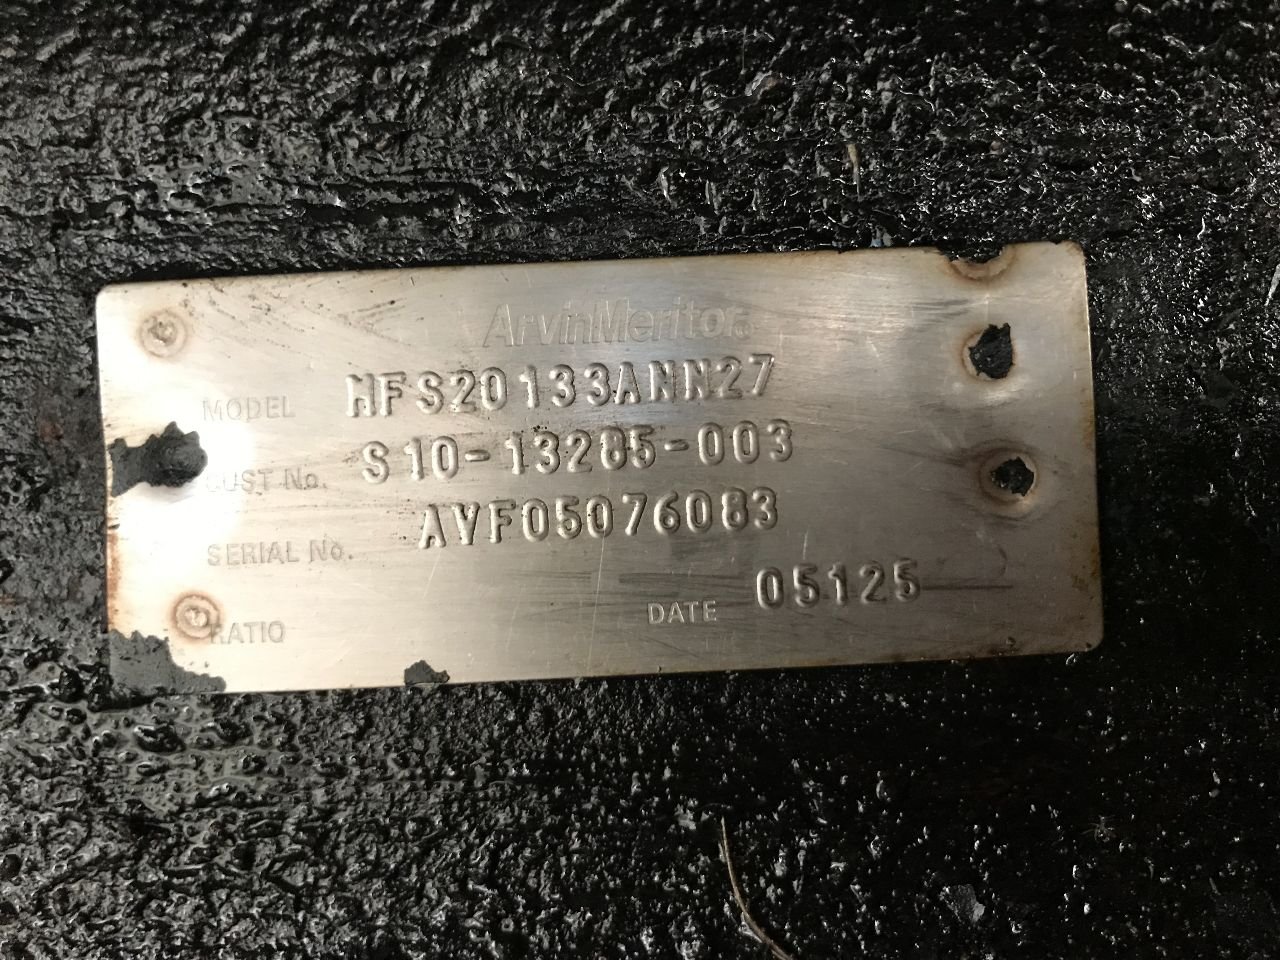 ArvinMeritor
MODEL MFS20133ANN27
CUST No. S10-13285-003
SERIAL No. AVF05076083
RATIO DATE 05125